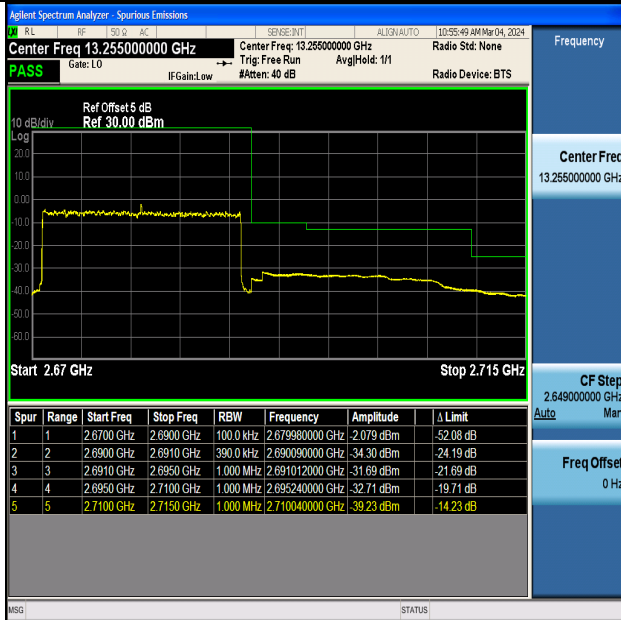 Agilent Spectrum Analyzer - Spurious Emissions
RL RF 50 Ω AC SENSE:INT ALIGN AUTO 10:55:49 AM Mar 04, 2024
Center Freq 13.255000000 GHz Center Freq: 13.255000000 GHz Radio Std: None
Gate: LO Trig: Free Run Avg|Hold: 1/1
PASS IFGain:Low #Atten: 40 dB Radio Device: BTS
Ref Offset 5 dB
10 dB/div Ref 30.00 dBm
Log
20.0
10.0
0.00
-10.0
-20.0
-30.0
-40.0
-50.0
-60.0
Start 2.67 GHz Stop 2.715 GHz
Spur Range Start Freq Stop Freq RBW Frequency Amplitude Δ Limit
1 1 2.6700 GHz 2.6900 GHz 100.0 kHz 2.679980000 GHz -2.079 dBm -52.08 dB
2 2 2.6900 GHz 2.6910 GHz 390.0 kHz 2.690090000 GHz -34.30 dBm -24.19 dB
3 3 2.6910 GHz 2.6950 GHz 1.000 MHz 2.691012000 GHz -31.69 dBm -21.69 dB
4 4 2.6950 GHz 2.7100 GHz 1.000 MHz 2.695240000 GHz -32.71 dBm -19.71 dB
5 5 2.7100 GHz 2.7150 GHz 1.000 MHz 2.710040000 GHz -39.23 dBm -14.23 dB
MSG STATUS
Frequency
Center Freq
13.255000000 GHz
CF Step
2.649000000 GHz
Auto Man
Freq Offset
0 Hz